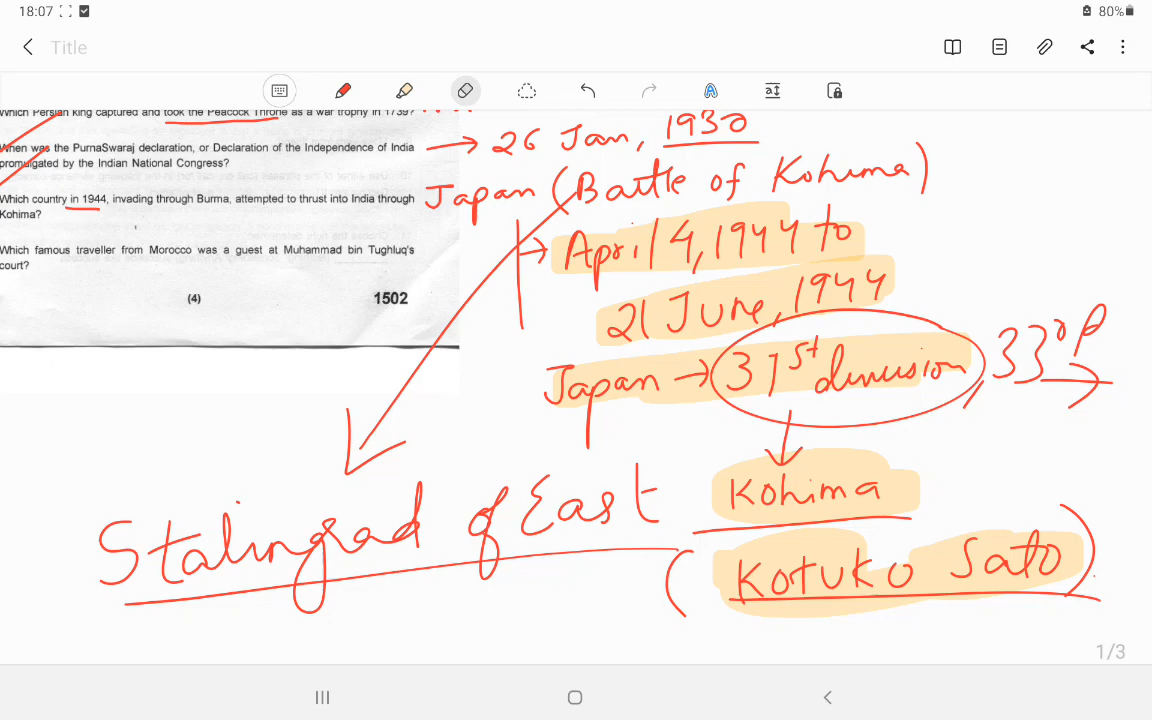 18:07
80%
Title
Which Persian king captured and took the Peacock Throne as a war trophy in 1739?
When was the PurnaSwaraj declaration, or Declaration of the Independence of India
promulgated by the Indian National Congress?
→ 26 Jan, 1930
Which country in 1944, invading through Burma, attempted to thrust into India through
Kohima?
Japan (Battle of Kohima)
→ April 4, 1944 to
21 June, 1944
Which famous traveller from Morocco was a guest at Muhammad bin Tughluq's
court?
(4)
1502
Japan → 31st division, 33
Kohima
(Kotuko Sato)
Stalingrad of East
1/3